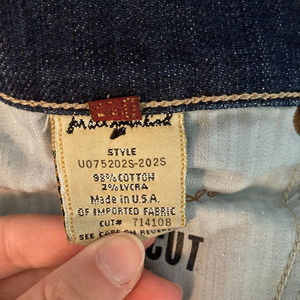 STYLE
U075202S-202S
98% COTTON
2% LYCRA
Made in U.S.A.
OF IMPORTED FABRIC
CUT# 714108
SEE CARE ON REVERSE
CUT